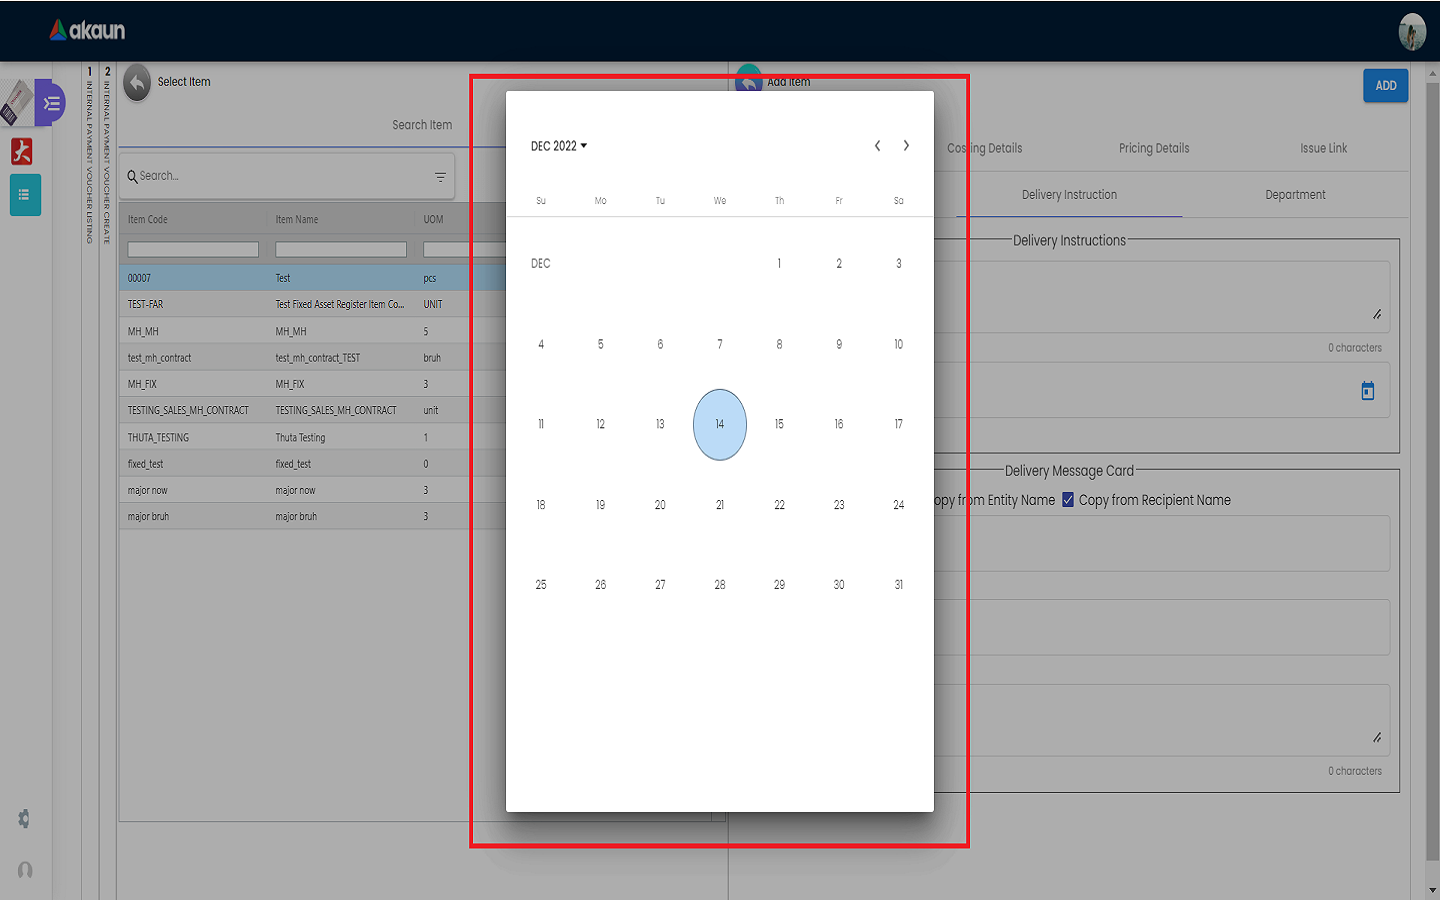 akaun
1 INTERNAL PAYMENT VOUCHER LISTING
2 INTERNAL PAYMENT VOUCHER CREATE
Select Item
Search Item
Search...
Item Code Item Name UOM
00007 Test pcs
TEST-FAR Test Fixed Asset Register Item Co... UNIT
MH_MH MH_MH 5
test_mh_contract test_mh_contract_TEST bruh
MH_FIX MH_FIX 3
TESTING_SALES_MH_CONTRACT TESTING_SALES_MH_CONTRACT unit
THUTA_TESTING Thuta Testing 1
fixed_test fixed_test 0
major now major now 3
major bruh major bruh 3
DEC 2022
Su Mo Tu We Th Fr Sa
DEC 1 2 3
4 5 6 7 8 9 10
11 12 13 14 15 16 17
18 19 20 21 22 23 24
25 26 27 28 29 30 31
Add Item
ADD
Costing Details Pricing Details Issue Link
Delivery Instruction Department
Delivery Instructions
0 characters
Delivery Message Card
opy from Entity Name Copy from Recipient Name
0 characters